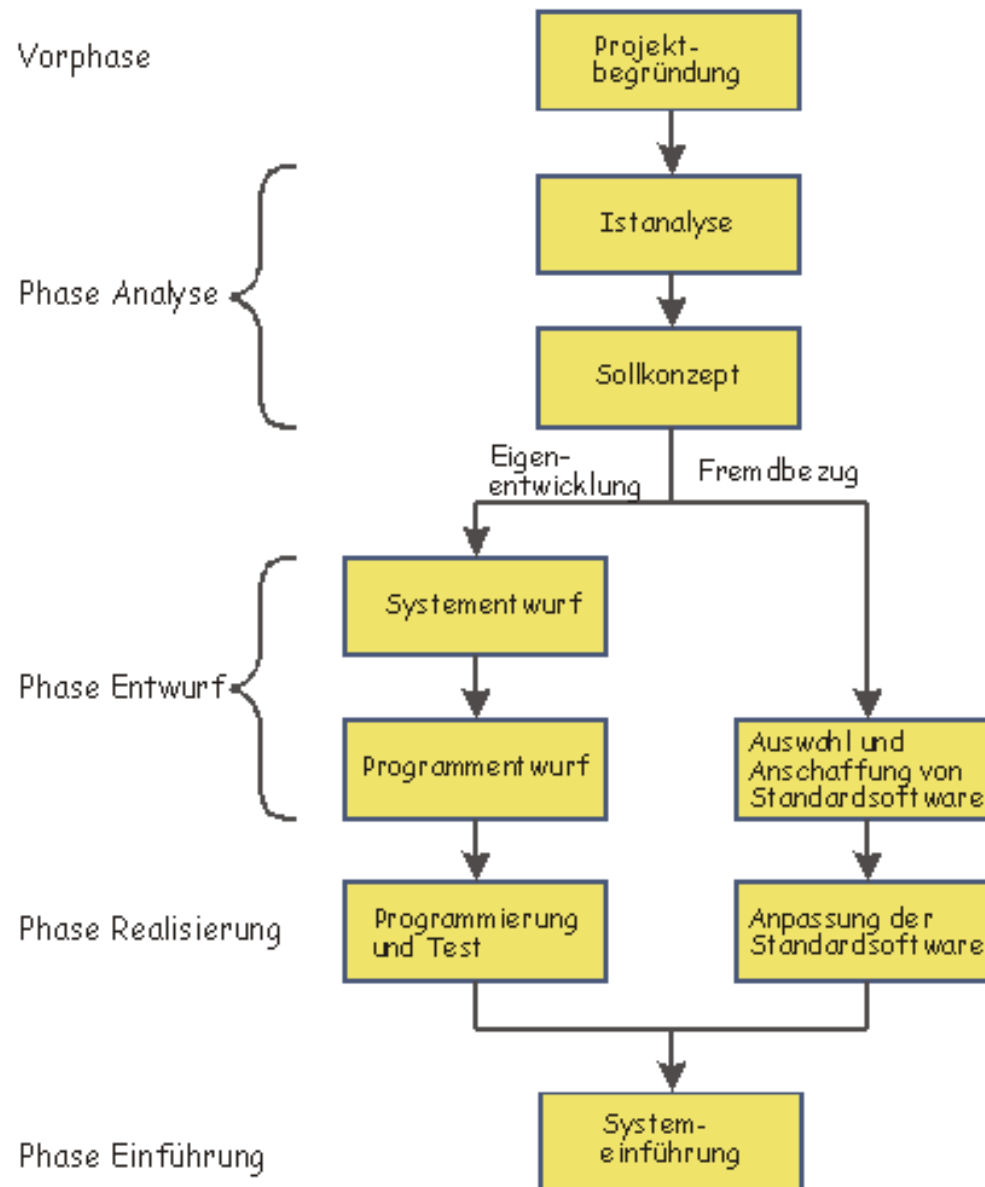 Vorphase
Projekt-
begründung
Istanalyse
Phase Analyse
Sollkonzept
Eigen-
entwicklung
Fremdbezug
Systementwurf
Phase Entwurf
Programmentwurf
Auswahl und
Anschaffung von
Standardsoftware
Phase Realisierung
Programmierung
und Test
Anpassung der
Standardsoftware
Phase Einführung
System-
einführung